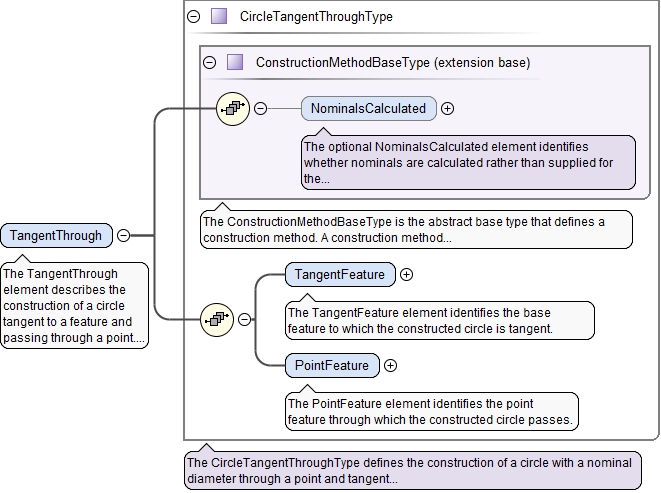 CircleTangentThroughType
ConstructionMethodBaseType (extension base)
NominalsCalculated
The optional NominalsCalculated element identifies
whether nominals are calculated rather than supplied for
the...
The ConstructionMethodBaseType is the abstract base type that defines a
construction method. A construction method...
TangentThrough
The TangentThrough
element describes the
construction of a circle
tangent to a feature and
passing through a point....
TangentFeature
The TangentFeature element identifies the base
feature to which the constructed circle is tangent.
PointFeature
The PointFeature element identifies the point
feature through which the constructed circle passes.
The CircleTangentThroughType defines the construction of a circle with a nominal
diameter through a point and tangent...